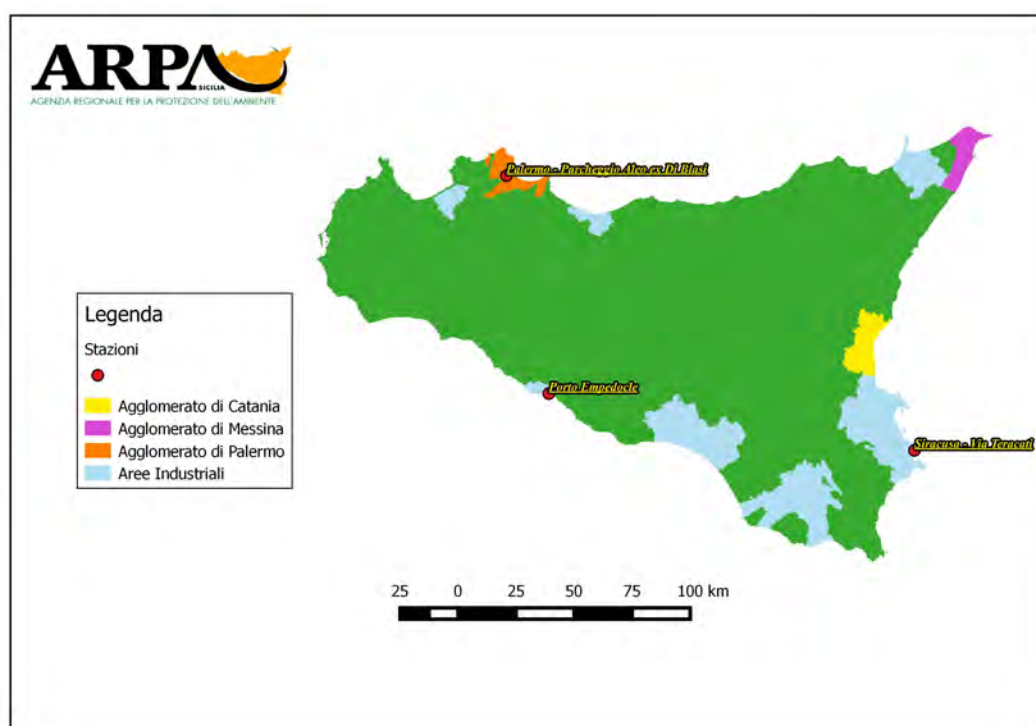 ARPA
SICILIA
AGENZIA REGIONALE PER LA PROTEZIONE DELL'AMBIENTE
Palermo - Parcheggio Aleo ex Di Blasi
Legenda
Stazioni
Agglomerato di Catania
Agglomerato di Messina
Agglomerato di Palermo
Aree Industriali
Porto Empedocle
Siracusa - Via Teracati
25 0 25 50 75 100 km